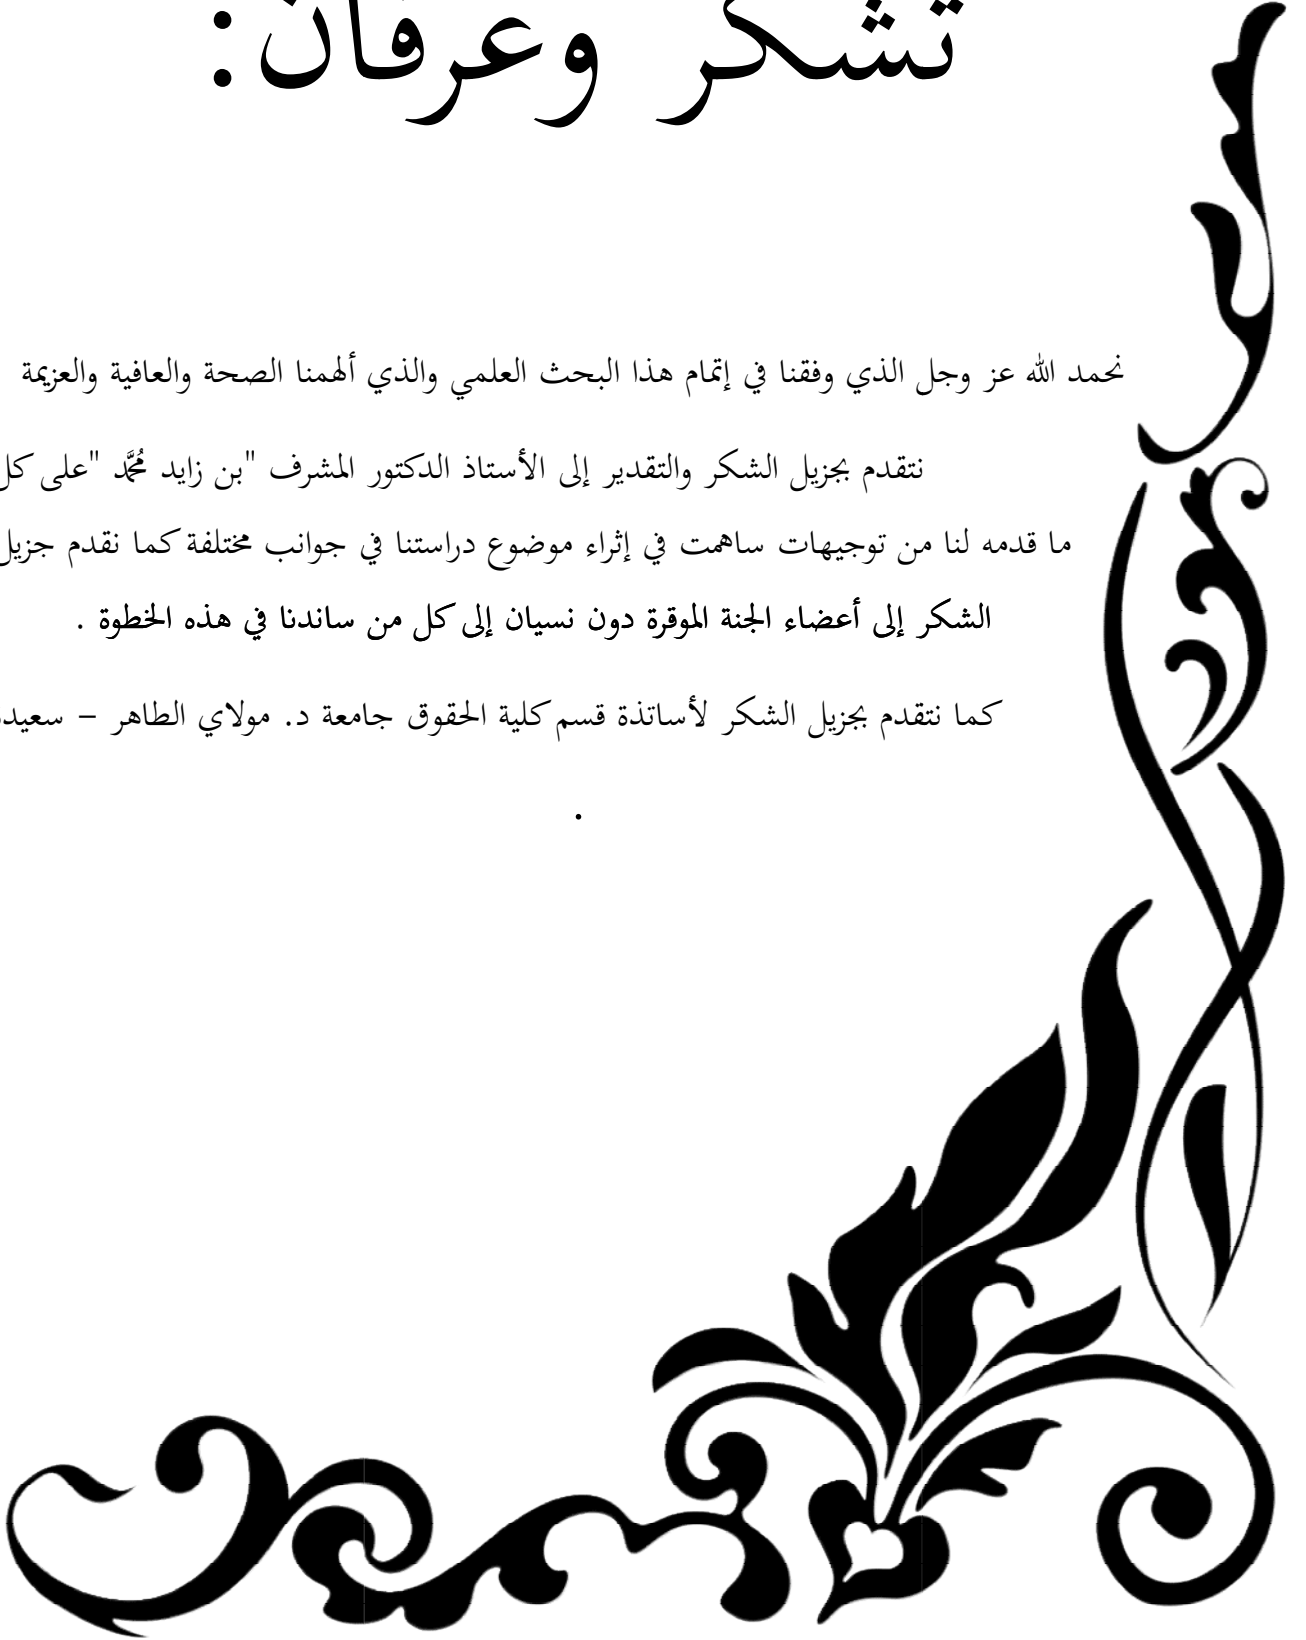 تشكر وعرفان:
نحمد الله عز وجل الذي وفقنا في إتمام هذا البحث العلمي والذي ألهمنا الصحة والعافية والعزيمة
نتقدم بجزيل الشكر والتقدير إلى الأستاذ الدكتور المشرف "بن زايد مُحَّد "على كل
ما قدمه لنا من توجيهات ساهمت في إثراء موضوع دراستنا في جوانب مختلفة كما نقدم جزيل
الشكر إلى أعضاء الجنة الموقرة دون نسيان إلى كل من ساندنا في هذه الخطوة .
كما نتقدم بجزيل الشكر لأساتذة قسم كلية الحقوق جامعة د. مولاي الطاهر – سعيدة
.